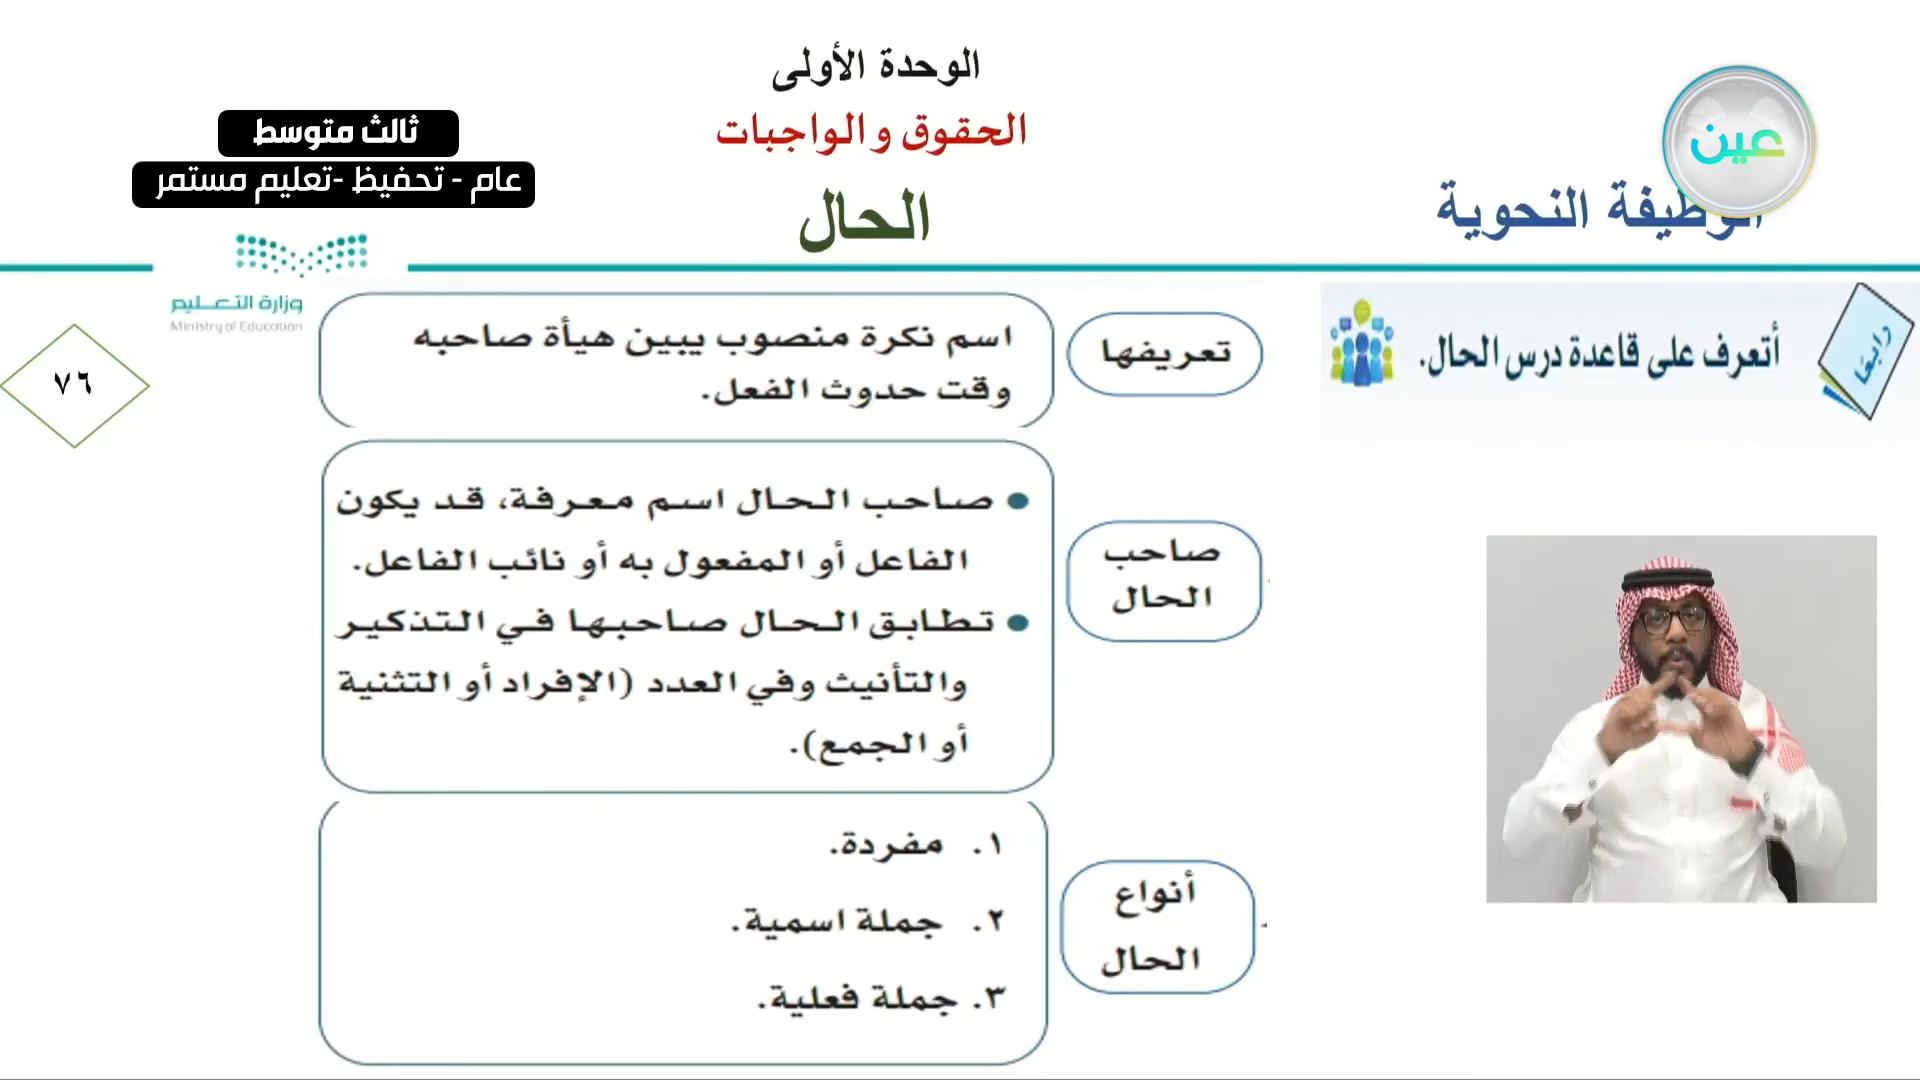 الوحدة الأولى
الحقوق والواجبات
الحال
ثالث متوسط
عام - تحفيظ -تعليم مستمر
عين
الوظيفة النحوية
وزارة التعليم
Ministry of Education
رابعًا
أتعرف على قاعدة درس الحال.
٧٦
تعريفها
اسم نكرة منصوب يبين هيأة صاحبه
وقت حدوث الفعل.
صاحب
الحال
● صاحب الحال اسم معرفة، قد يكون
الفاعل أو المفعول به أو نائب الفاعل.
● تطابق الحال صاحبها في التذكير
والتأنيث وفي العدد (الإفراد أو التثنية
أو الجمع).
أنواع
الحال
١. مفردة.
٢. جملة اسمية.
٣. جملة فعلية.